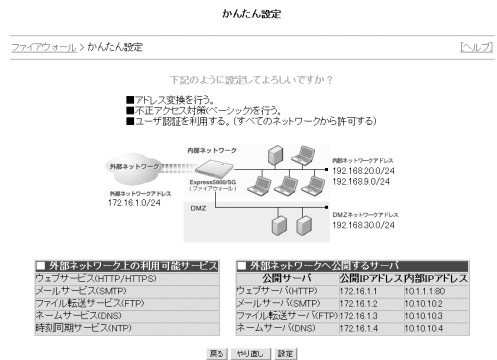 かんたん設定
ファイアウォール > かんたん設定 [ヘルプ]
下記のように設定してよろしいですか？
■アドレス変換を行う。
■不正アクセス対策(ベーシック)を行う。
■ユーザ認証を利用する。(すべてのネットワークから許可する)
内部ネットワーク
外部ネットワーク
Express5800/SG
(ファイアウォール)
内部ネットワークアドレス
192.168.20.0/24
192.168.9.0/24
外部ネットワークアドレス
172.16.1.0/24
DMZ
DMZネットワークアドレス
192.168.30.0/24
■ 外部ネットワーク上の利用可能サービス
ウェブサービス(HTTP/HTTPS)
メールサービス(SMTP)
ファイル転送サービス(FTP)
ネームサービス(DNS)
時刻同期サービス(NTP)
■ 外部ネットワークへ公開するサーバ
公開サーバ 公開IPアドレス 内部IPアドレス
ウェブサーバ(HTTP) 172.16.1.1 10.1.1.1:80
メールサーバ(SMTP) 172.16.1.2 10.10.10.2
ファイル転送サーバ(FTP) 172.16.1.3 10.10.10.3
ネームサーバ(DNS) 172.16.1.4 10.10.10.4
戻る やり直し 設定